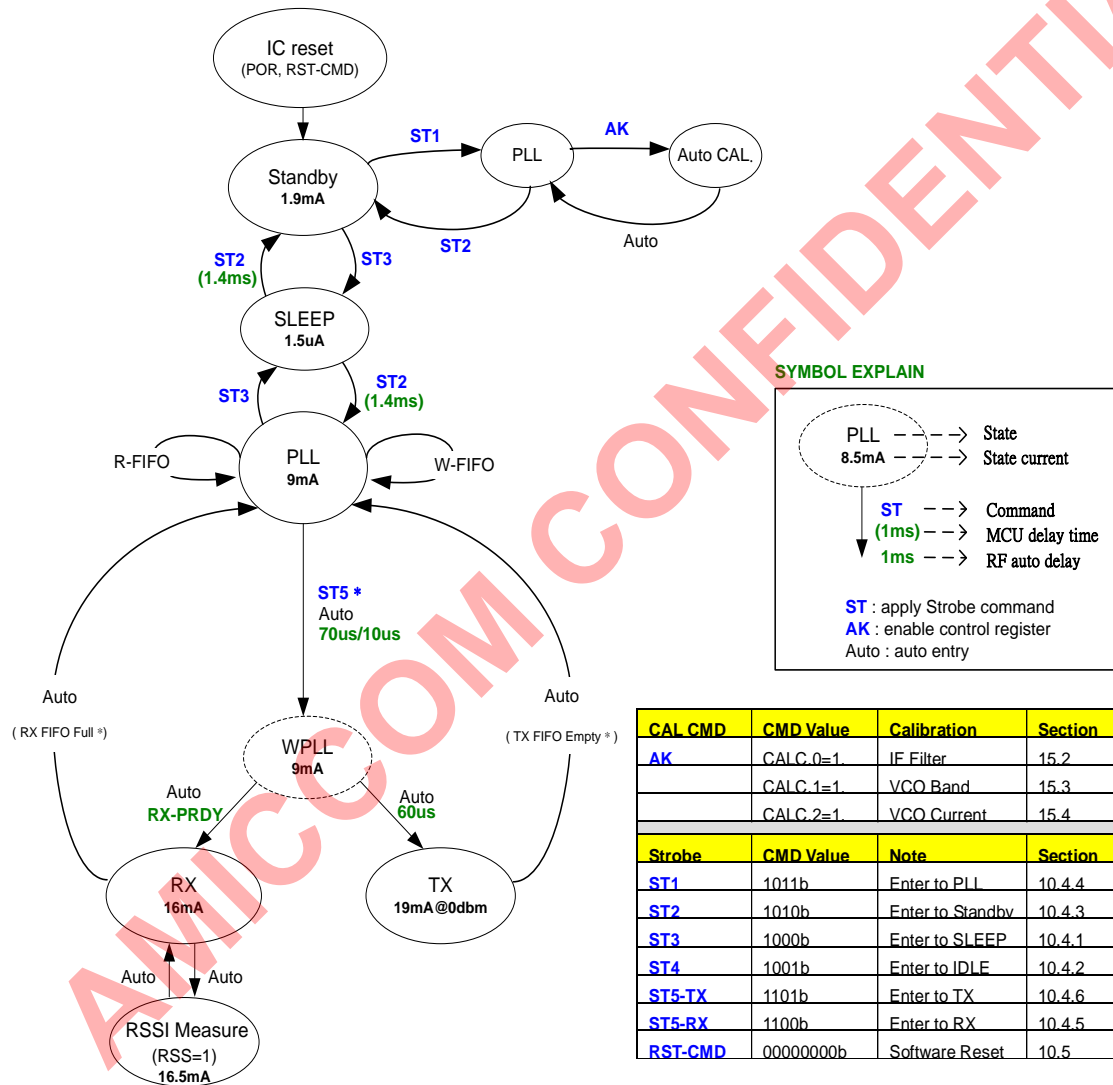 IC reset
(POR, RST-CMD)
ST1
AK
PLL
Auto CAL.
Standby
1.9mA
ST2
Auto
ST2
(1.4ms)
ST3
SLEEP
1.5uA
ST3
ST2
(1.4ms)
R-FIFO
PLL
9mA
W-FIFO
ST5 *
Auto
70us/10us
Auto
( RX FIFO Full *)
Auto
( TX FIFO Empty * )
WPLL
9mA
Auto
RX-PRDY
Auto
60us
RX
16mA
TX
19mA@0dbm
Auto
Auto
RSSI Measure
(RSS=1)
16.5mA
SYMBOL EXPLAIN
PLL
8.5mA
State
State current
ST
(1ms)
1ms
Command
MCU delay time
RF auto delay
ST : apply Strobe command
AK : enable control register
Auto : auto entry
CAL CMD CMD Value Calibration Section
AK CALC.0=1. IF Filter 15.2
CALC.1=1. VCO Band 15.3
CALC.2=1. VCO Current 15.4
Strobe CMD Value Note Section
ST1 1011b Enter to PLL 10.4.4
ST2 1010b Enter to Standby 10.4.3
ST3 1000b Enter to SLEEP 10.4.1
ST4 1001b Enter to IDLE 10.4.2
ST5-TX 1101b Enter to TX 10.4.6
ST5-RX 1100b Enter to RX 10.4.5
RST-CMD 00000000b Software Reset 10.5
AMICCOM CONFIDENTI